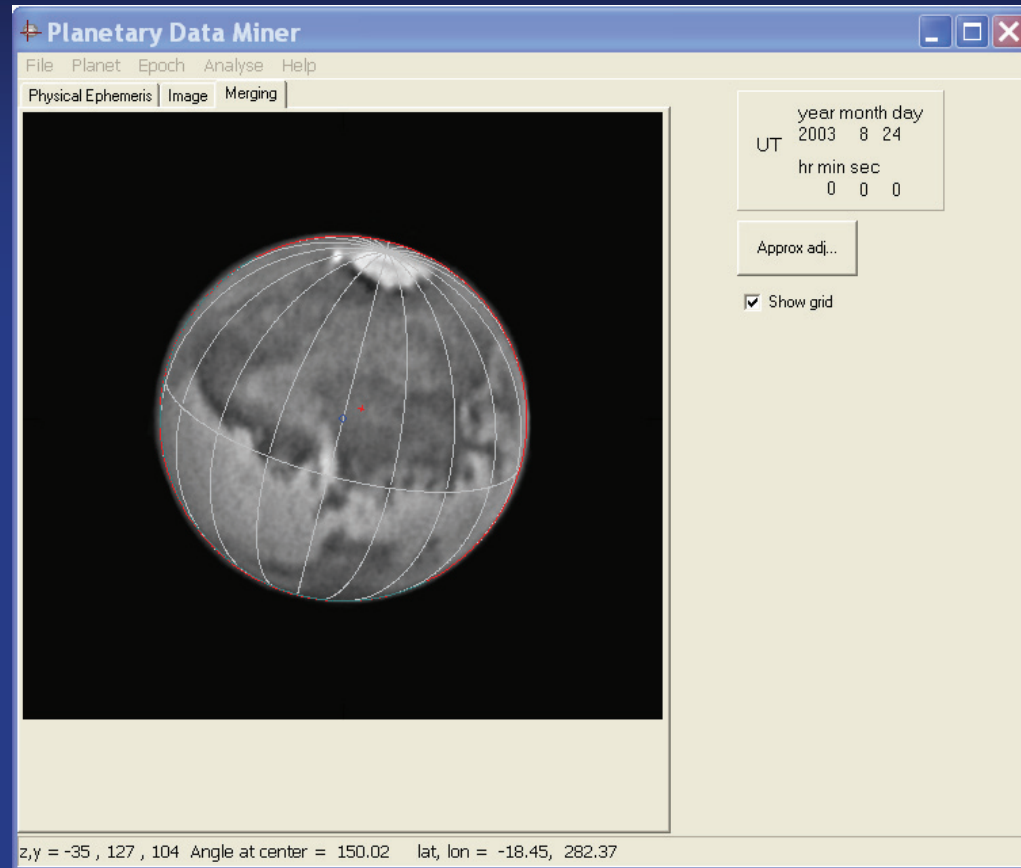 Planetary Data Miner
File Planet Epoch Analyse Help
Physical Ephemeris Image Merging
year month day
UT 2003 8 24
hr min sec
0 0 0
Approx adj...
Show grid
z,y = -35 , 127 , 104 Angle at center = 150.02 lat, lon = -18.45, 282.37